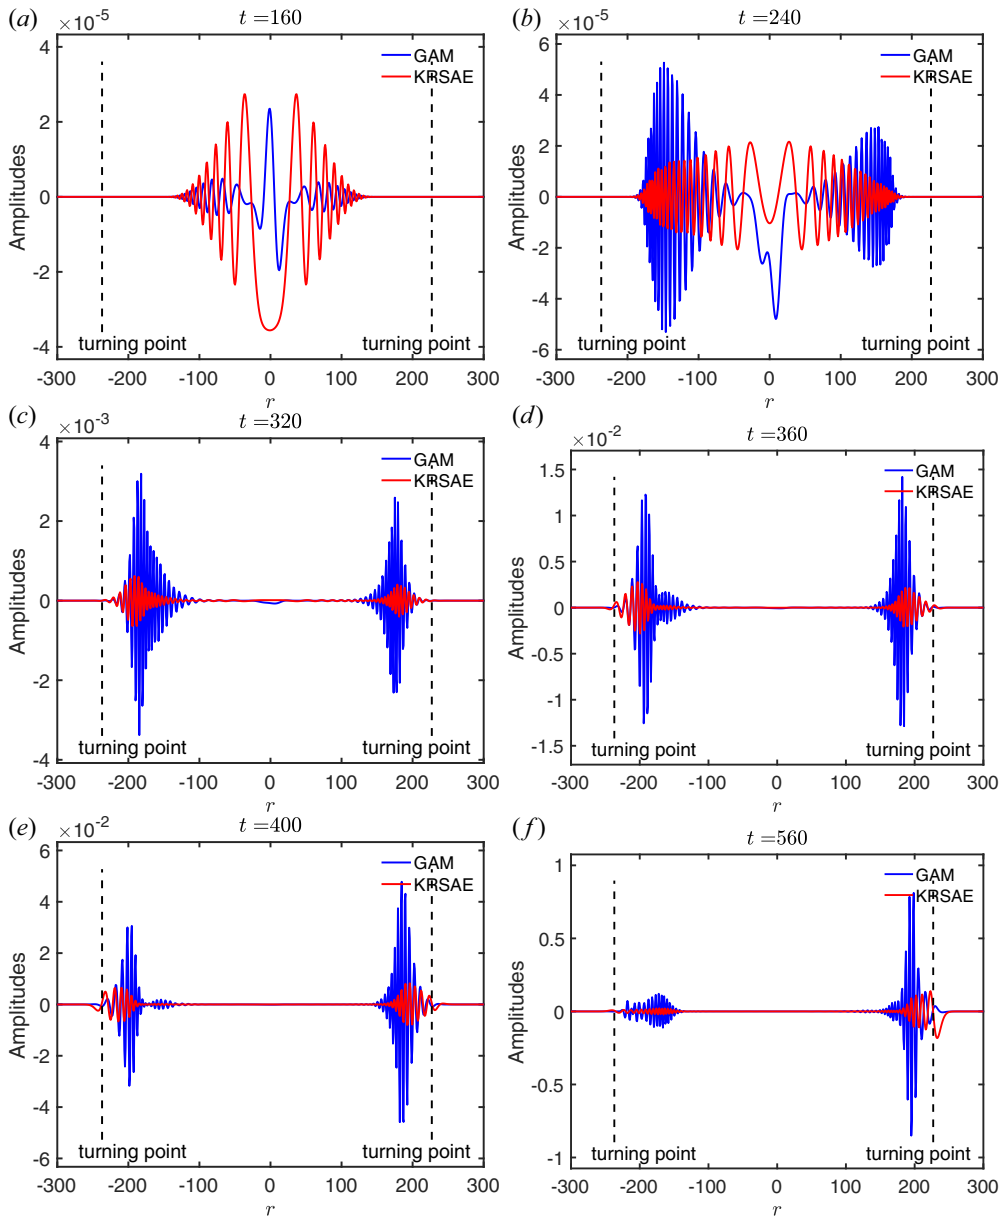 (a) ×10⁻⁵ t =160
4
2
0
-2
-4
Amplitudes
GAM
KRSAE
turning point turning point
-300 -200 -100 0 100 200 300
r
(b) ×10⁻⁵ t =240
6
4
2
0
-2
-4
-6
Amplitudes
GAM
KRSAE
turning point turning point
-300 -200 -100 0 100 200 300
r
(c) ×10⁻³ t =320
4
2
0
-2
-4
Amplitudes
GAM
KRSAE
turning point turning point
-300 -200 -100 0 100 200 300
r
(d) ×10⁻² t =360
1.5
1
0.5
0
-0.5
-1
-1.5
Amplitudes
GAM
KRSAE
turning point turning point
-300 -200 -100 0 100 200 300
r
(e) ×10⁻² t =400
6
4
2
0
-2
-4
-6
Amplitudes
GAM
KRSAE
turning point turning point
-300 -200 -100 0 100 200 300
r
(f) t =560
1
0.5
0
-0.5
-1
Amplitudes
GAM
KRSAE
turning point turning point
-300 -200 -100 0 100 200 300
r